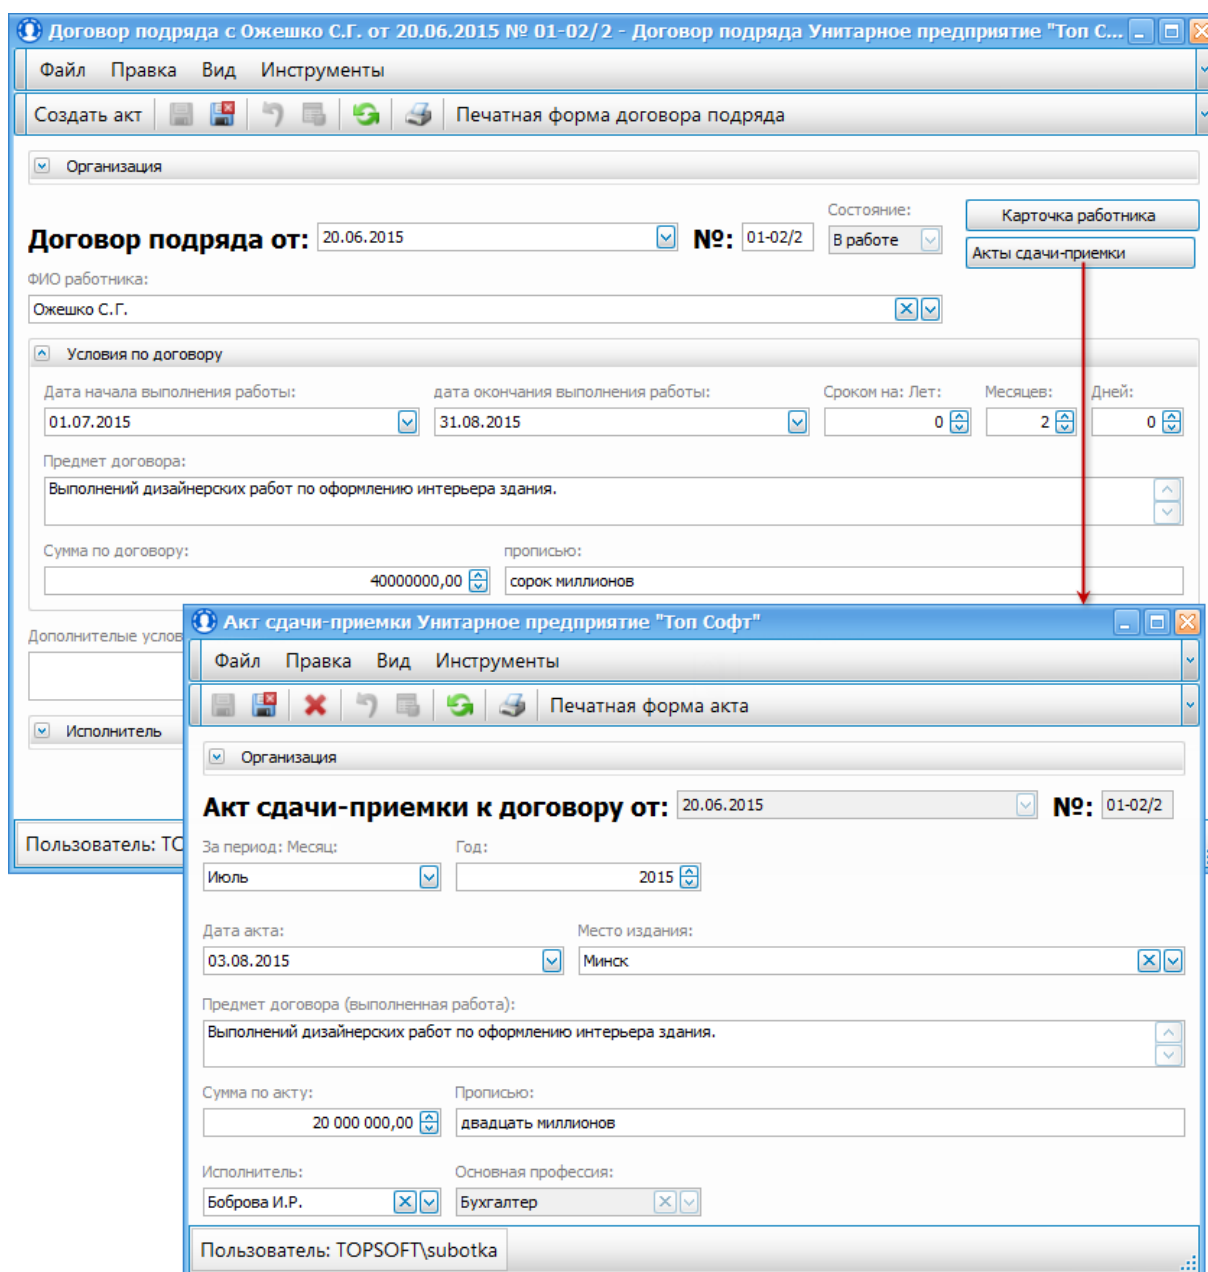 Договор подряда с Ожешко С.Г. от 20.06.2015 № 01-02/2 - Договор подряда Унитарное предприятие "Топ С...
Файл Правка Вид Инструменты
Создать акт Печатная форма договора подряда
Организация
Состояние:
Договор подряда от: 20.06.2015 №: 01-02/2 В работе
Карточка работника
Акты сдачи-приемки
ФИО работника:
Ожешко С.Г.
Условия по договору
Дата начала выполнения работы: дата окончания выполнения работы: Сроком на: Лет: Месяцев: Дней:
01.07.2015 31.08.2015 0 2 0
Предмет договора:
Выполнений дизайнерских работ по оформлению интерьера здания.
Сумма по договору: прописью:
40000000,00 сорок миллионов
Дополнителые услов
Исполнитель
Пользователь: TO
Акт сдачи-приемки Унитарное предприятие "Топ Софт"
Файл Правка Вид Инструменты
Печатная форма акта
Организация
Акт сдачи-приемки к договору от: 20.06.2015 №: 01-02/2
За период: Месяц: Год:
Июль 2015
Дата акта: Место издания:
03.08.2015 Минск
Предмет договора (выполненная работа):
Выполнений дизайнерских работ по оформлению интерьера здания.
Сумма по акту: Прописью:
20 000 000,00 двадцать миллионов
Исполнитель: Основная профессия:
Боброва И.Р. Бухгалтер
Пользователь: TOPSOFT\subotka